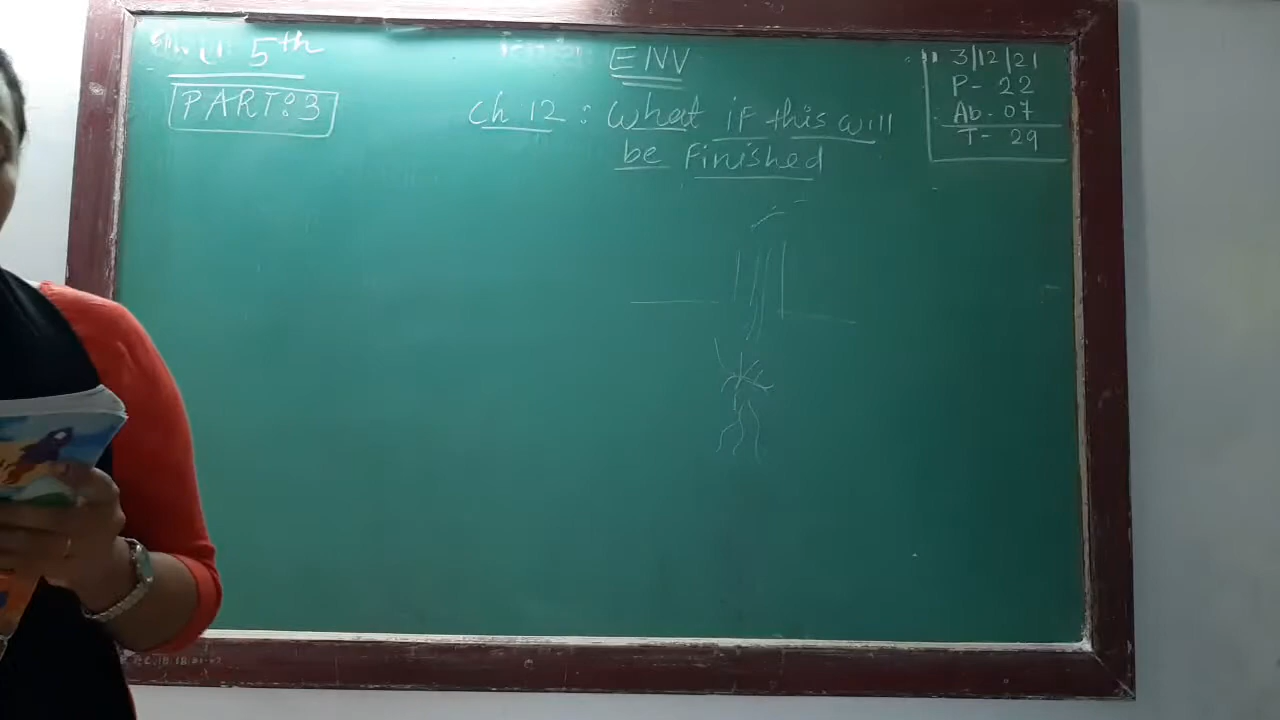 5th
PART:3
ENV
Ch 12 : What if this will
be Finished
3/12/21
P- 22
Ab. 07
T- 29